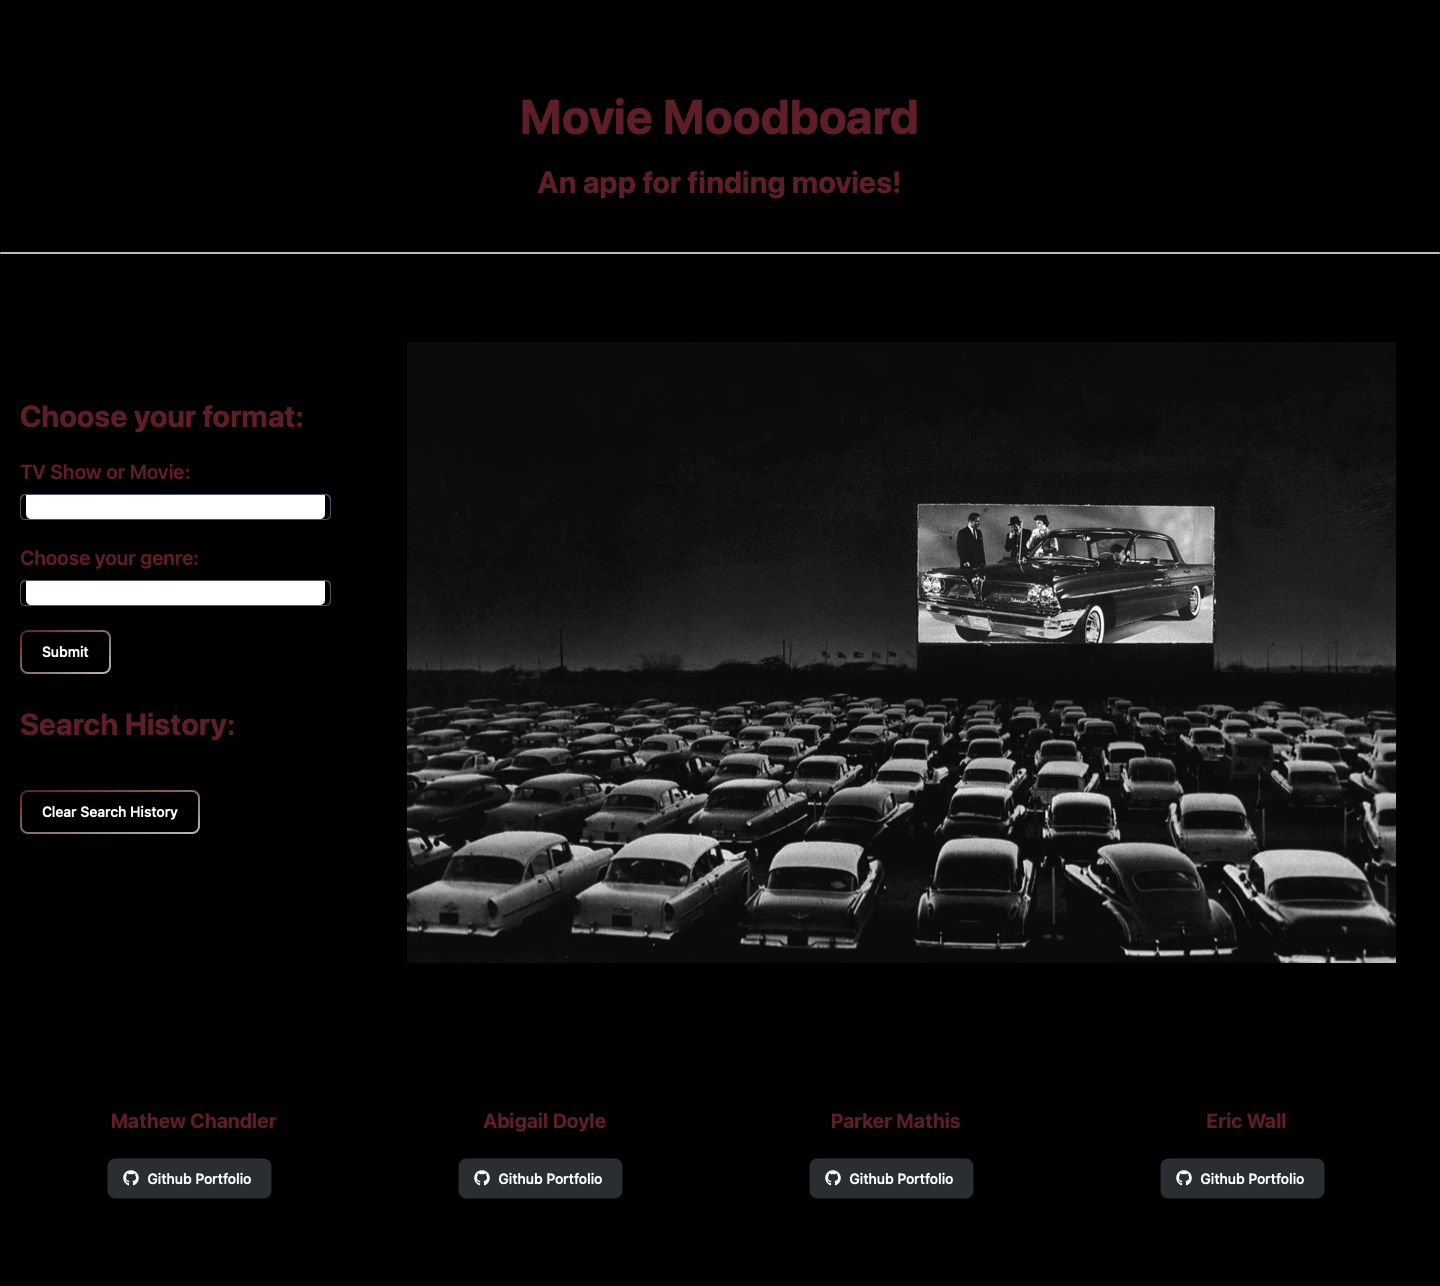 Movie Moodboard
An app for finding movies!
Choose your format:
TV Show or Movie:
Choose your genre:
Submit
Search History:
Clear Search History
Mathew Chandler
Github Portfolio
Abigail Doyle
Github Portfolio
Parker Mathis
Github Portfolio
Eric Wall
Github Portfolio